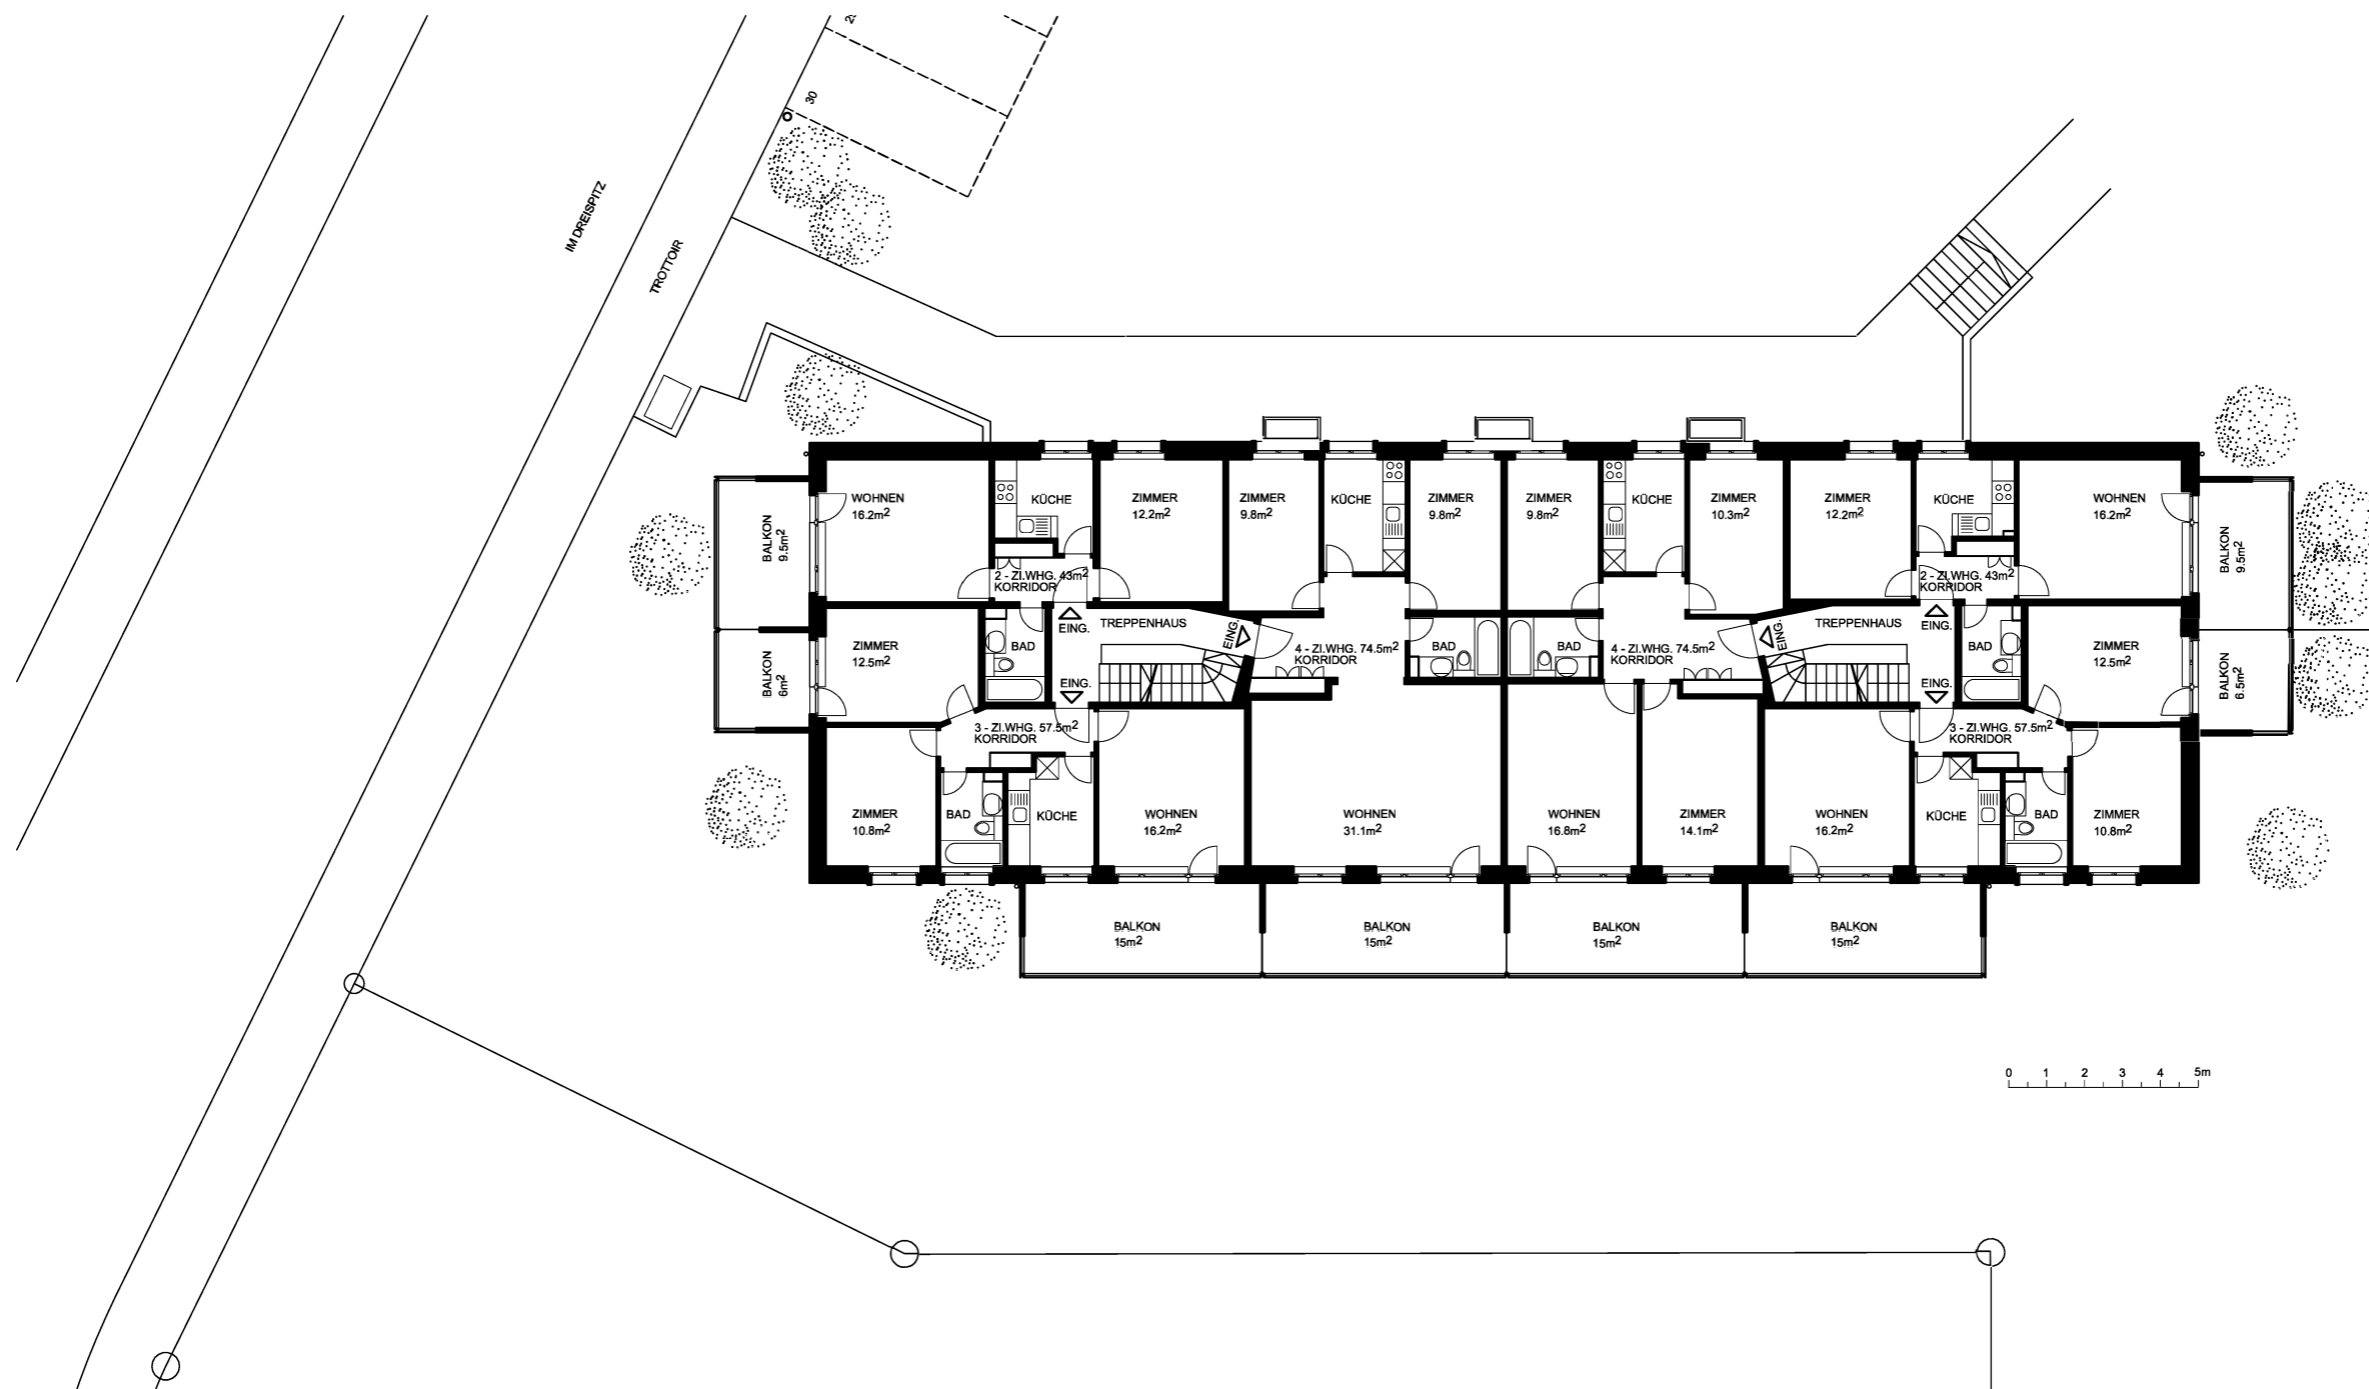 30
IM DREISPITZ
TROTTOIR
WOHNEN
16.2m²
KÜCHE
ZIMMER
12.2m²
ZIMMER
9.8m²
KÜCHE
ZIMMER
9.8m²
ZIMMER
9.8m²
KÜCHE
ZIMMER
10.3m²
ZIMMER
12.2m²
KÜCHE
WOHNEN
16.2m²
BALKON
9.5m²
BALKON
9.5m²
2 - ZI.WHG. 43m²
KORRIDOR
2 - ZI.WHG. 43m²
KORRIDOR
EING.
TREPPENHAUS
EING.
EING.
TREPPENHAUS
EING.
ZIMMER
12.5m²
BAD
4 - ZI.WHG. 74.5m²
KORRIDOR
BAD
BAD
4 - ZI.WHG. 74.5m²
KORRIDOR
BAD
ZIMMER
12.5m²
BALKON
6m²
BALKON
6.5m²
EING.
EING.
3 - ZI.WHG. 57.5m²
KORRIDOR
3 - ZI.WHG. 57.5m²
KORRIDOR
ZIMMER
10.8m²
BAD
KÜCHE
WOHNEN
16.2m²
WOHNEN
31.1m²
WOHNEN
16.8m²
ZIMMER
14.1m²
WOHNEN
16.2m²
KÜCHE
BAD
ZIMMER
10.8m²
BALKON
15m²
BALKON
15m²
BALKON
15m²
BALKON
15m²
0 1 2 3 4 5m